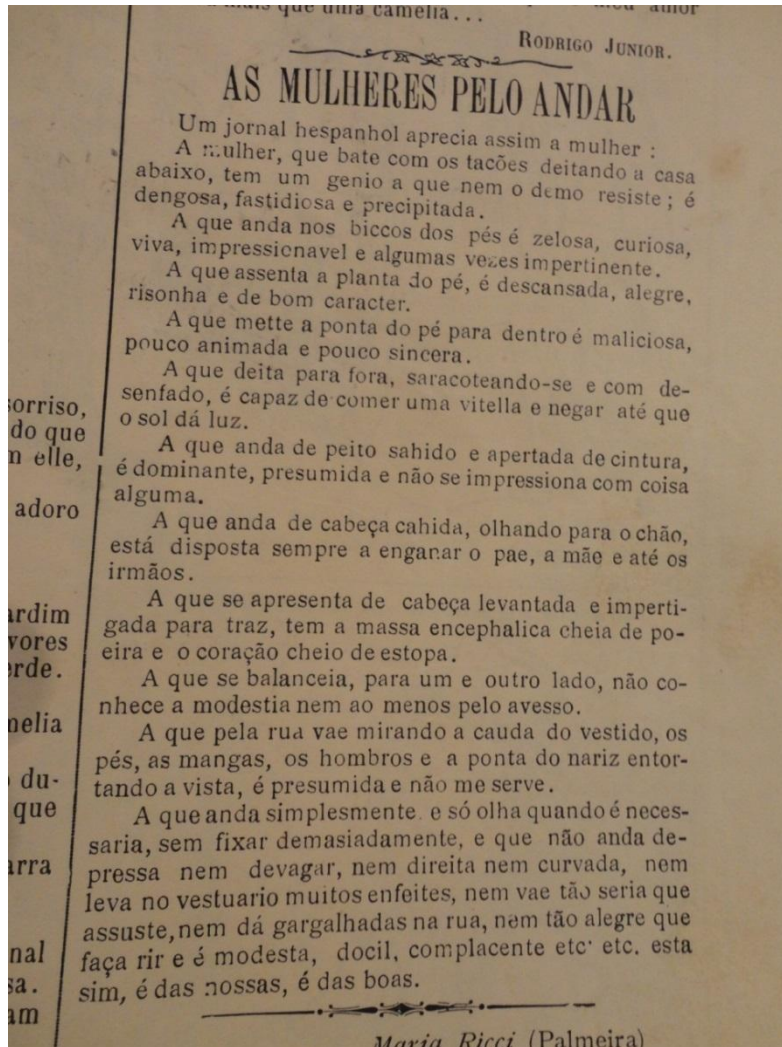 mais que uma camelia... meu amor
RODRIGO JUNIOR.
AS MULHERES PELO ANDAR
Um jornal hespanhol aprecia assim a mulher :
A mulher, que bate com os tacões deitando a casa
abaixo, tem um genio a que nem o demo resiste ; é
dengosa, fastidiosa e precipitada.
A que anda nos biccos dos pés é zelosa, curiosa,
viva, impressionavel e algumas vezes impertinente.
A que assenta a planta do pé, é descansada, alegre,
risonha e de bom caracter.
A que mette a ponta do pé para dentro é maliciosa,
pouco animada e pouco sincera.
A que deita para fora, saracoteando-se e com de-
senfado, é capaz de comer uma vitella e negar até que
o sol dá luz.
A que anda de peito sahido e apertada de cintura,
é dominante, presumida e não se impressiona com coisa
alguma.
A que anda de cabeça cahida, olhando para o chão,
está disposta sempre a enganar o pae, a mãe e até os
irmãos.
A que se apresenta de cabeça levantada e imperti-
gada para traz, tem a massa encephalica cheia de po-
eira e o coração cheio de estopa.
A que se balanceia, para um e outro lado, não co-
nhece a modestia nem ao menos pelo avesso.
A que pela rua vae mirando a cauda do vestido, os
pés, as mangas, os hombros e a ponta do nariz entor-
tando a vista, é presumida e não me serve.
A que anda simplesmente e só olha quando é neces-
saria, sem fixar demasiadamente, e que não anda de-
pressa nem devagar, nem direita nem curvada, nem
leva no vestuario muitos enfeites, nem vae tão seria que
assuste, nem dá gargalhadas na rua, nem tão alegre que
faça rir e é modesta, docil, complacente etc· etc. esta
sim, é das nossas, é das boas.
Maria Ricci (Palmeira)
sorriso,
do que
m elle,
adoro
ardim
vores
erde.
melia
du-
que
arra
nal
sa.
am